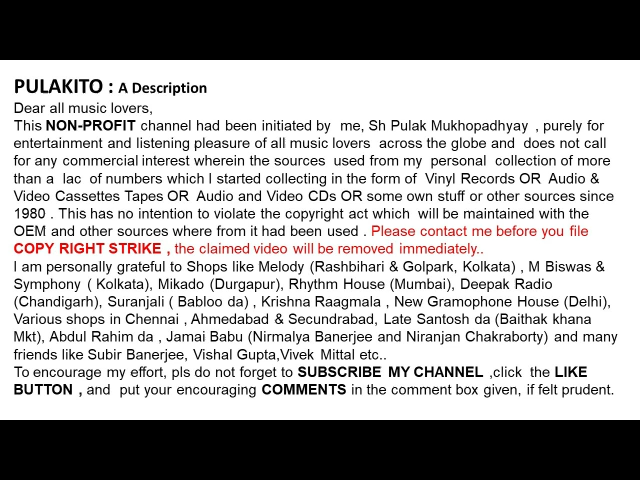 PULAKITO : A Description
Dear all music lovers,
This NON-PROFIT channel had been initiated by me, Sh Pulak Mukhopadhyay , purely for
entertainment and listening pleasure of all music lovers across the globe and does not call
for any commercial interest wherein the sources used from my personal collection of more
than a lac of numbers which I started collecting in the form of Vinyl Records OR Audio &
Video Cassettes Tapes OR Audio and Video CDs OR some own stuff or other sources since
1980 . This has no intention to violate the copyright act which will be maintained with the
OEM and other sources where from it had been used . Please contact me before you file
COPY RIGHT STRIKE , the claimed video will be removed immediately..
I am personally grateful to Shops like Melody (Rashbihari & Golpark, Kolkata) , M Biswas &
Symphony ( Kolkata), Mikado (Durgapur), Rhythm House (Mumbai), Deepak Radio
(Chandigarh), Suranjali ( Babloo da) , Krishna Raagmala , New Gramophone House (Delhi),
Various shops in Chennai , Ahmedabad & Secundrabad, Late Santosh da (Baithak khana
Mkt), Abdul Rahim da , Jamai Babu (Nirmalya Banerjee and Niranjan Chakraborty) and many
friends like Subir Banerjee, Vishal Gupta,Vivek Mittal etc..
To encourage my effort, pls do not forget to SUBSCRIBE MY CHANNEL ,click the LIKE
BUTTON , and put your encouraging COMMENTS in the comment box given, if felt prudent.